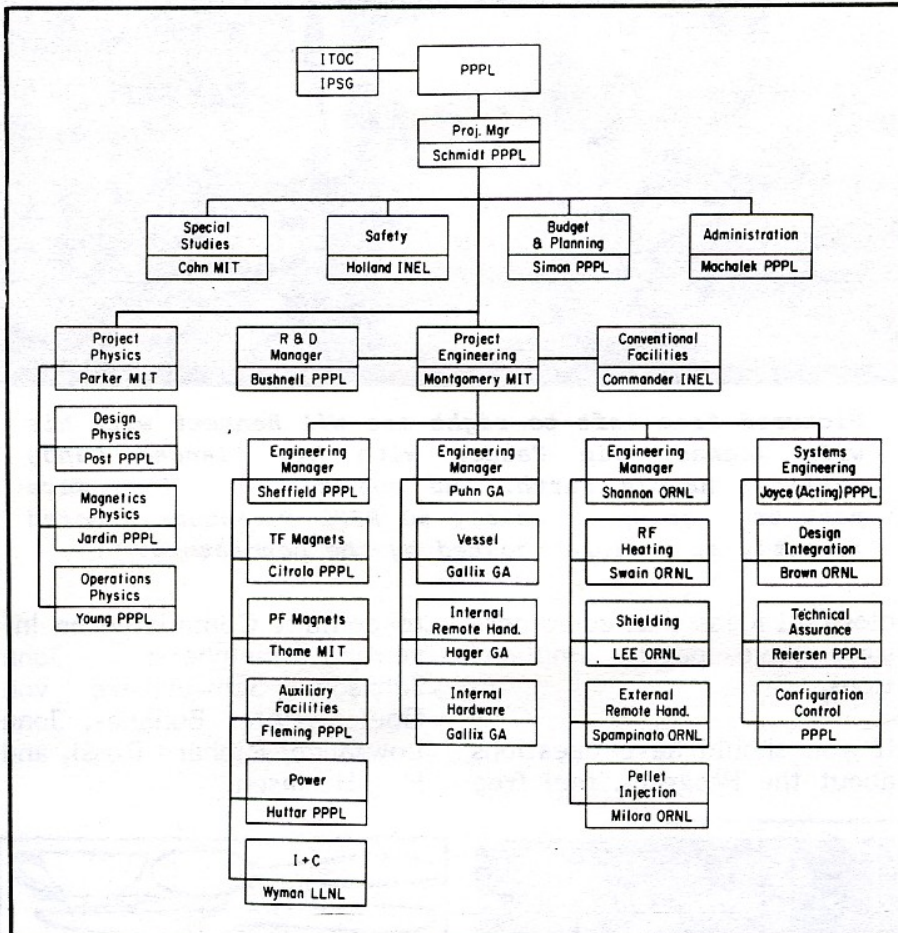 ITOC
IPSG
PPPL
Proj. Mgr
Schmidt PPPL
Special
Studies
Cohn MIT
Safety
Holland INEL
Budget
& Planning
Simon PPPL
Administration
Machalek PPPL
Project
Physics
Parker MIT
R & D
Manager
Bushnell PPPL
Project
Engineering
Montgomery MIT
Conventional
Facilities
Commander INEL
Design
Physics
Post PPPL
Magnetics
Physics
Jardin PPPL
Operations
Physics
Young PPPL
Engineering
Manager
Sheffield PPPL
TF Magnets
Citrolo PPPL
PF Magnets
Thome MIT
Auxiliary
Facilities
Fleming PPPL
Power
Huttar PPPL
I + C
Wyman LLNL
Engineering
Manager
Puhn GA
Vessel
Gallix GA
Internal
Remote Hand.
Hager GA
Internal
Hardware
Gallix GA
Engineering
Manager
Shannon ORNL
RF
Heating
Swain ORNL
Shielding
LEE ORNL
External
Remote Hand.
Spampinato ORNL
Pellet
Injection
Milora ORNL
Systems
Engineering
Joyce (Acting) PPPL
Design
Integration
Brown ORNL
Technical
Assurance
Reiersen PPPL
Configuration
Control
PPPL